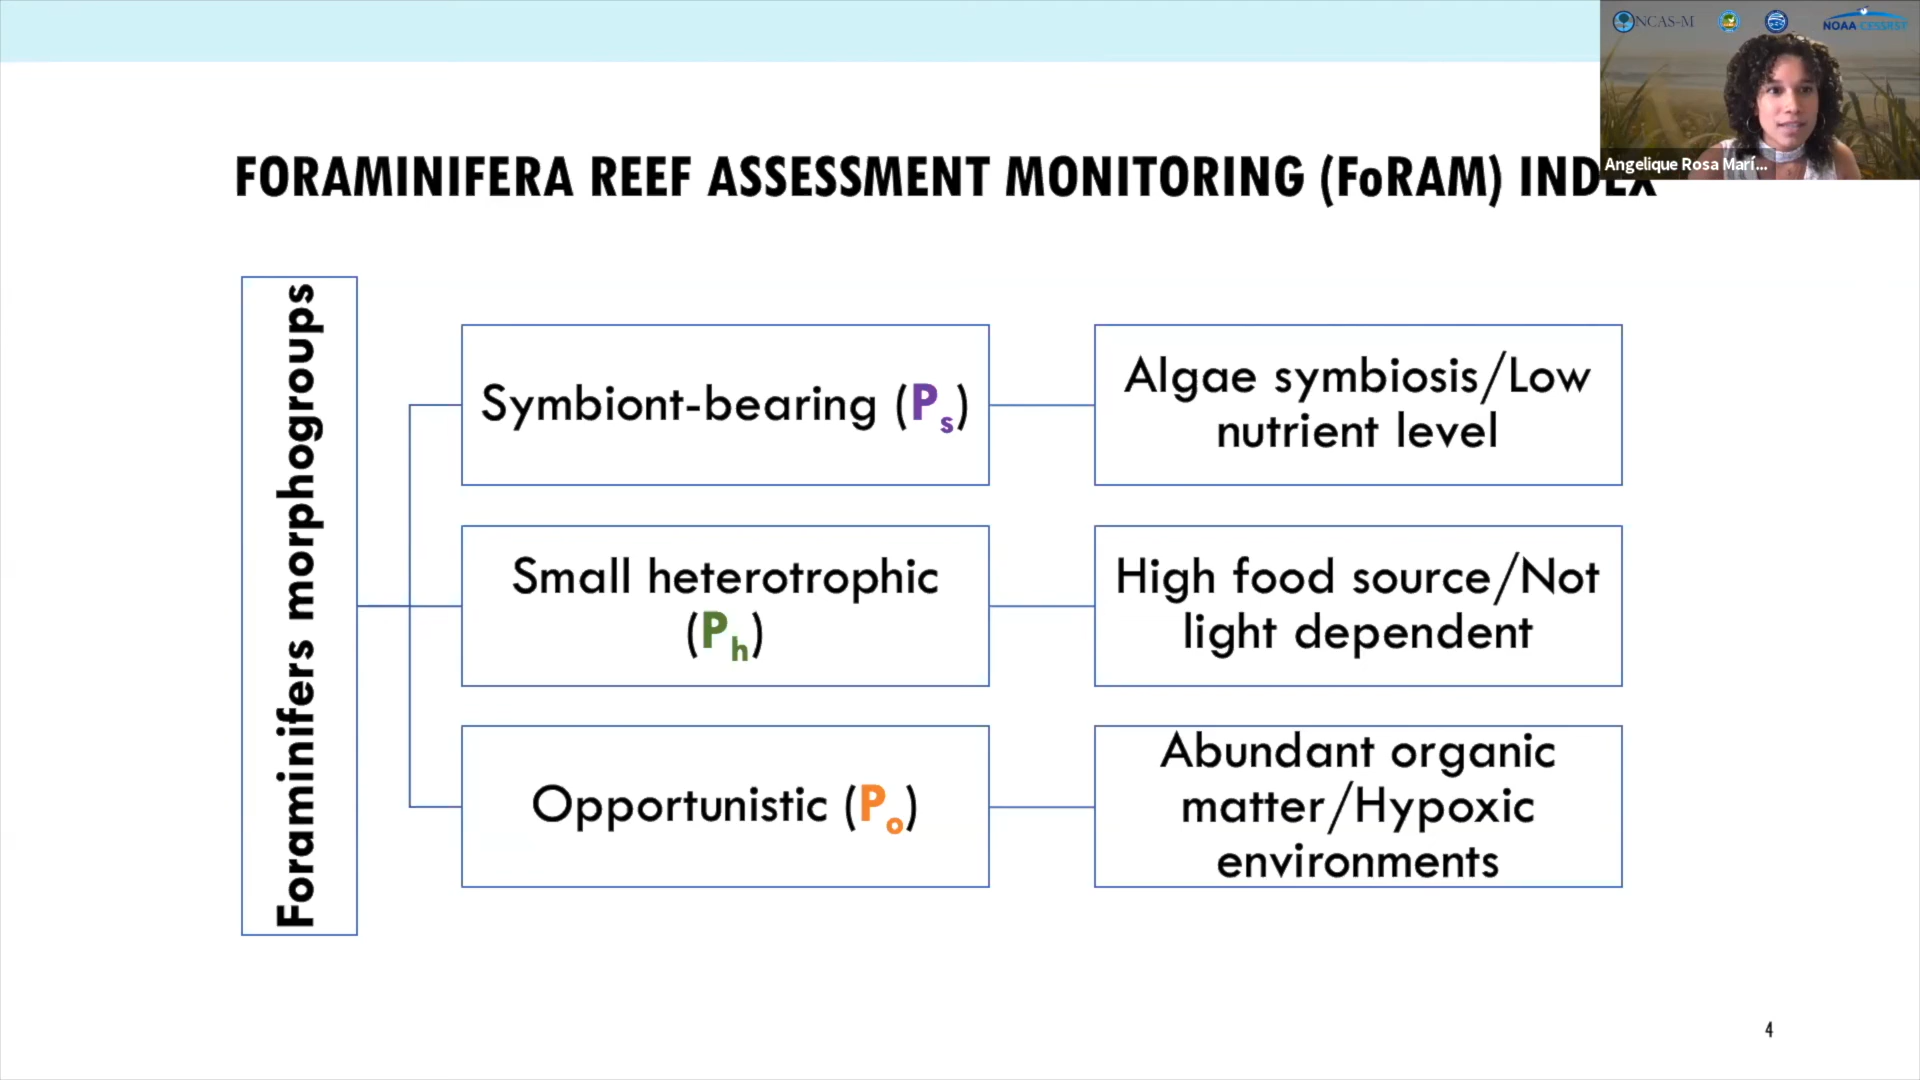 NCAS-M
NOAA CESSRST
Angelique Rosa Marí...
FORAMINIFERA REEF ASSESSMENT MONITORING (FoRAM) INDEX
Foraminifers morphogroups
Symbiont-bearing (Ps)
Algae symbiosis/Low
nutrient level
Small heterotrophic
(Ph)
High food source/Not
light dependent
Opportunistic (Po)
Abundant organic
matter/Hypoxic
environments
4